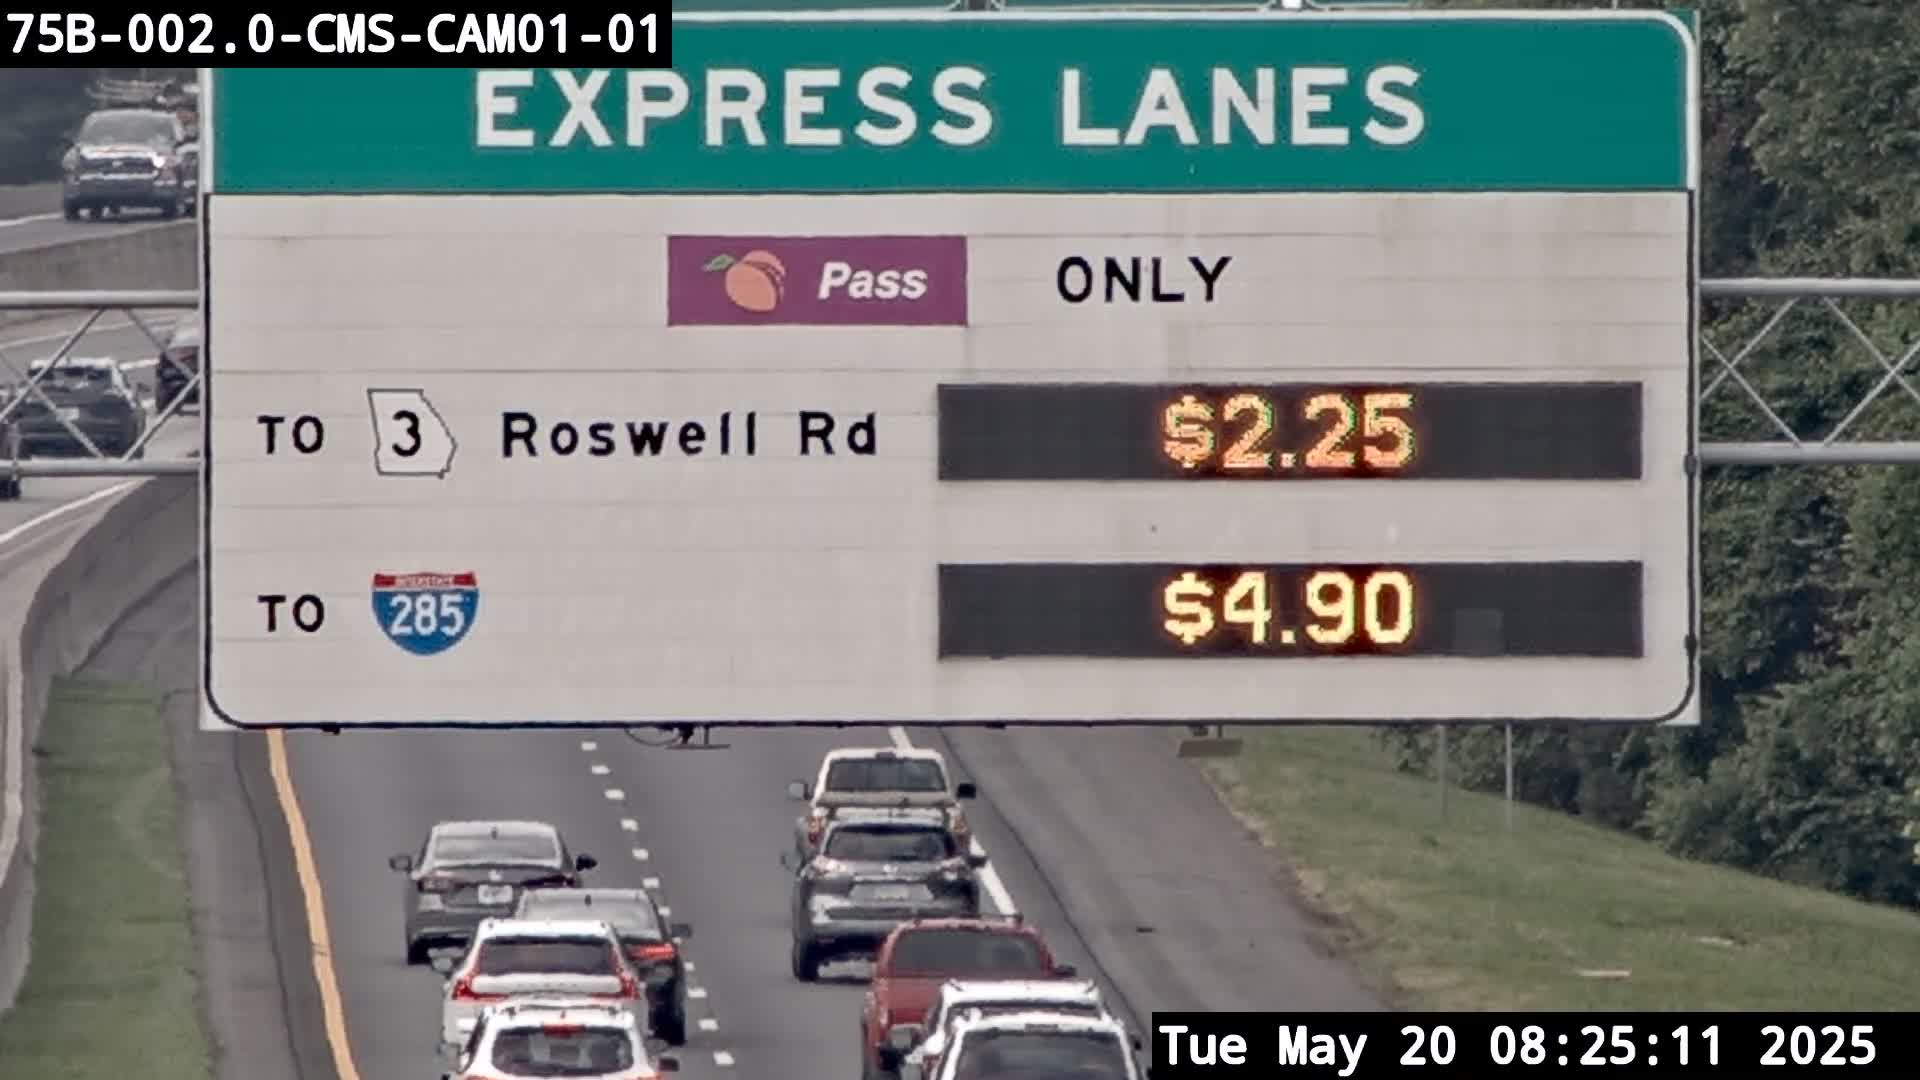 75B-002.0-CMS-CAM01-01
EXPRESS LANES
Pass ONLY
TO 3 Roswell Rd $2.25
TO INTERSTATE 285 $4.90
Tue May 20 08:25:11 2025